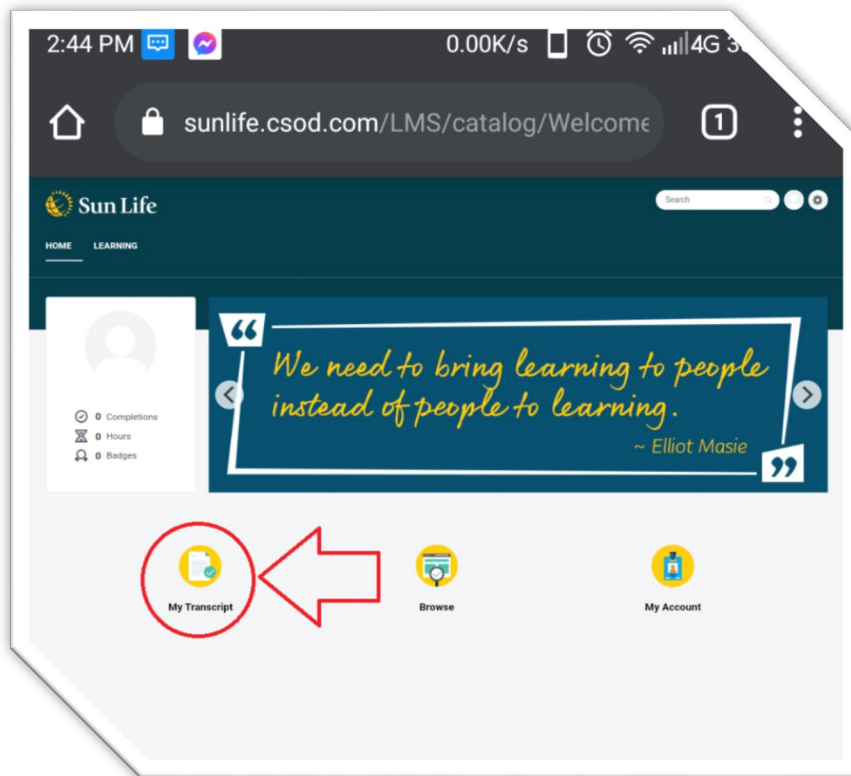 2:44 PM 0.00K/s 4G
sunlife.csod.com/LMS/catalog/Welcome 1
Sun Life
Search
HOME LEARNING
“
We need to bring learning to people
instead of people to learning.
~ Elliot Masie
”
0 Completions
0 Hours
0 Badges
My Transcript Browse My Account